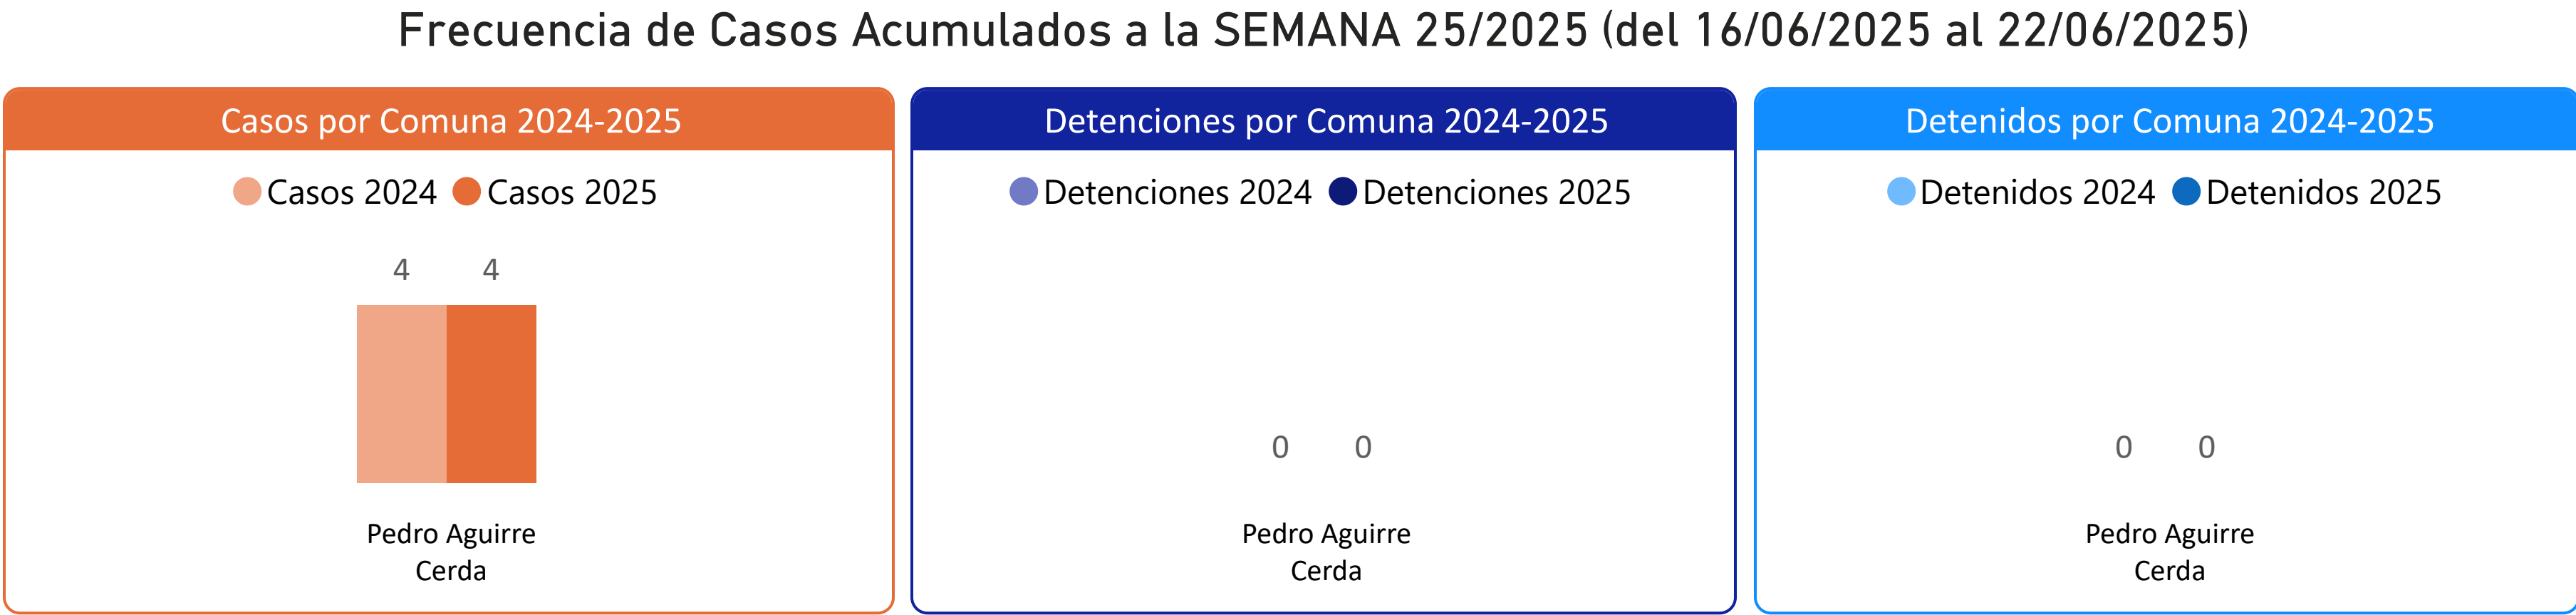 Frecuencia de Casos Acumulados a la SEMANA 25/2025 (del 16/06/2025 al 22/06/2025)
Casos por Comuna 2024-2025
Casos 2024 Casos 2025
4 4
Pedro Aguirre
Cerda
Detenciones por Comuna 2024-2025
Detenciones 2024 Detenciones 2025
0 0
Pedro Aguirre
Cerda
Detenidos por Comuna 2024-2025
Detenidos 2024 Detenidos 2025
0 0
Pedro Aguirre
Cerda